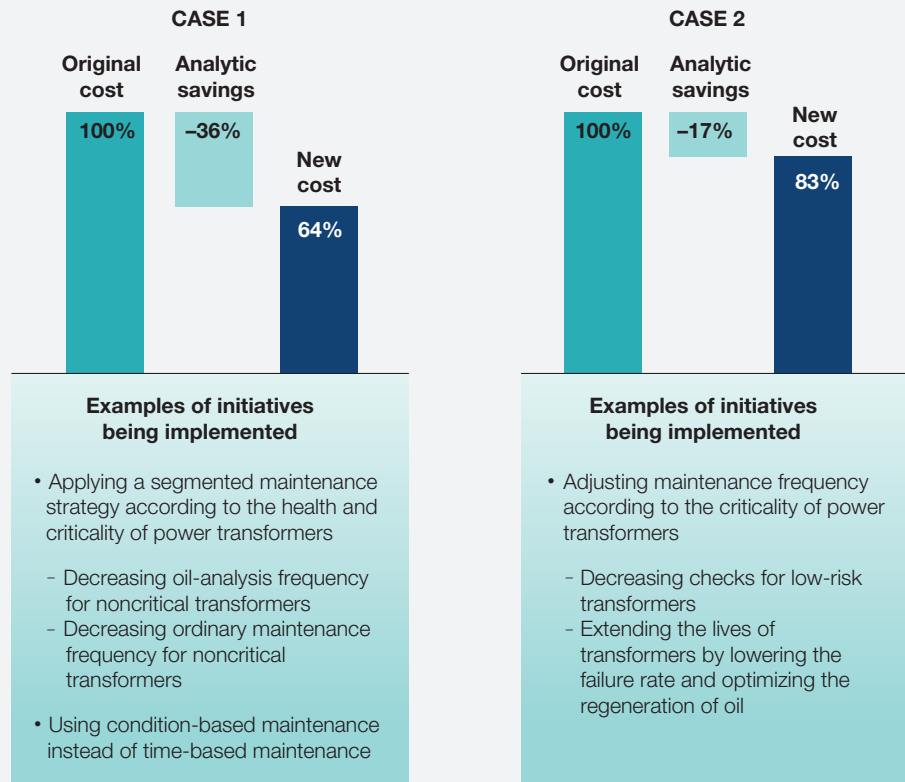 CASE 1
Original
cost
Analytic
savings
100%
–36%
New
cost
64%
Examples of initiatives
being implemented
• Applying a segmented maintenance
strategy according to the health and
criticality of power transformers
– Decreasing oil-analysis frequency
for noncritical transformers
– Decreasing ordinary maintenance
frequency for noncritical
transformers
• Using condition-based maintenance
instead of time-based maintenance
CASE 2
Original
cost
Analytic
savings
100%
–17%
New
cost
83%
Examples of initiatives
being implemented
• Adjusting maintenance frequency
according to the criticality of power
transformers
– Decreasing checks for low-risk
transformers
– Extending the lives of
transformers by lowering the
failure rate and optimizing the
regeneration of oil